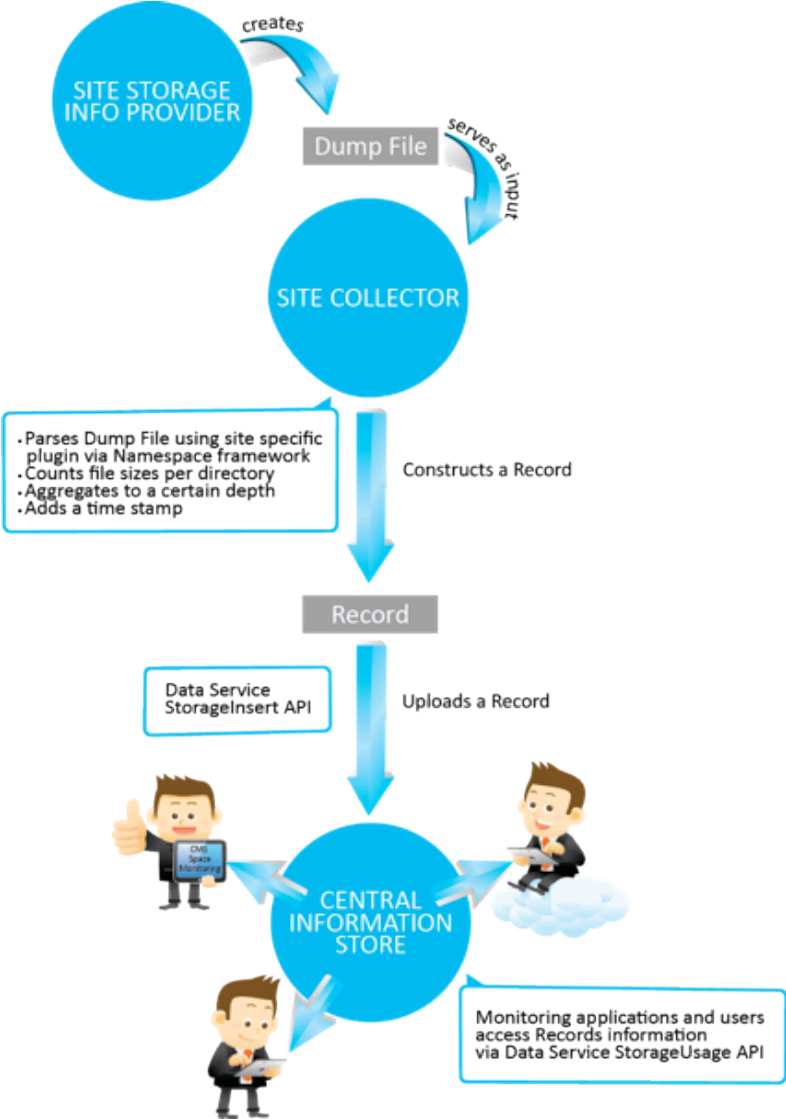 creates
SITE STORAGE
INFO PROVIDER
Dump File
serves as input
SITE COLLECTOR
• Parses Dump File using site specific
plugin via Namespace framework
• Counts file sizes per directory
• Aggregates to a certain depth
• Adds a time stamp
Constructs a Record
Record
Data Service
StorageInsert API
Uploads a Record
CMS
Space
Monitoring
CENTRAL
INFORMATION
STORE
Monitoring applications and users
access Records information
via Data Service StorageUsage API